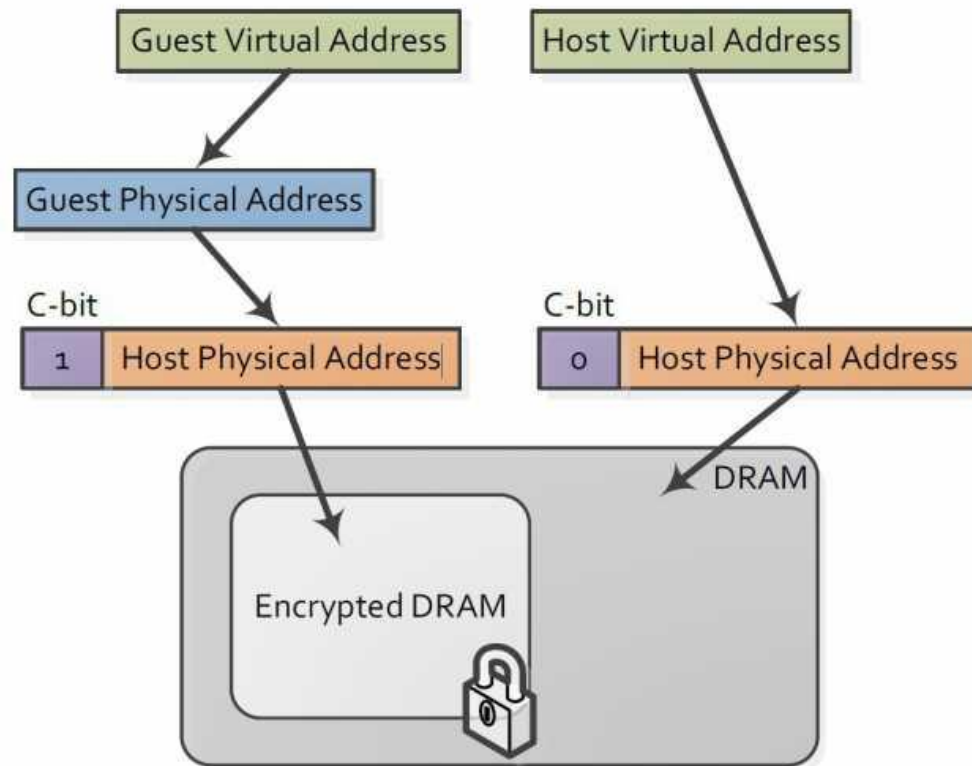 Guest Virtual Address
Host Virtual Address
Guest Physical Address
C-bit
1
Host Physical Address
C-bit
0
Host Physical Address
DRAM
Encrypted DRAM